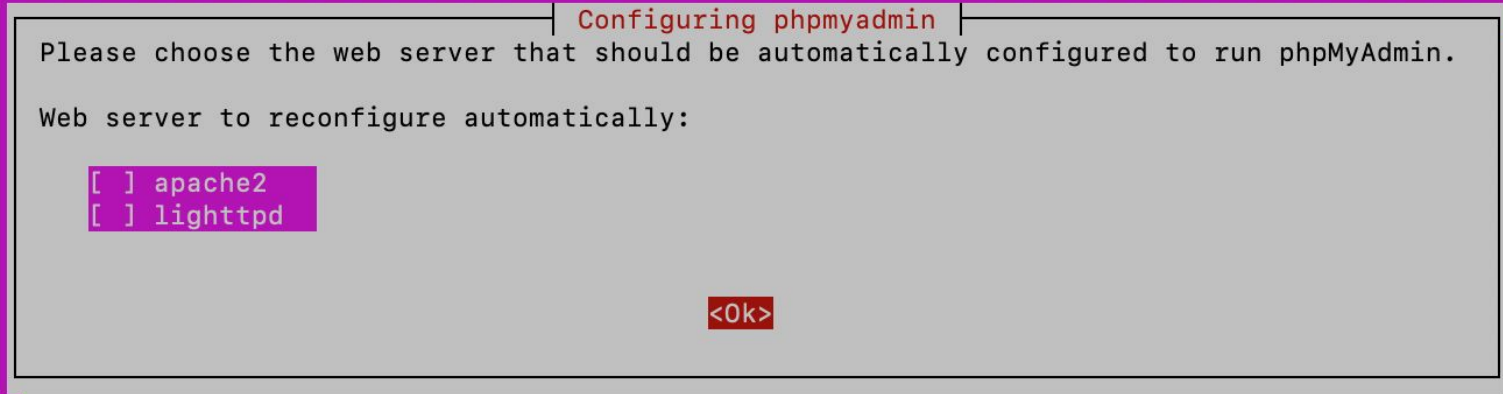 Configuring phpmyadmin
Please choose the web server that should be automatically configured to run phpMyAdmin.
Web server to reconfigure automatically:
[ ] apache2
[ ] lighttpd
<Ok>